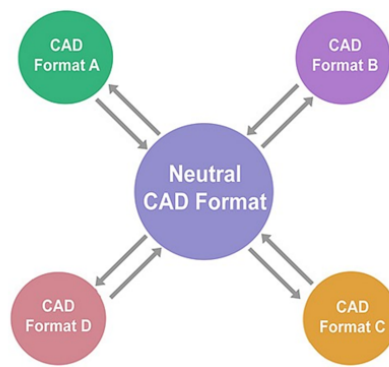 CAD
Format A
CAD
Format B
Neutral
CAD Format
CAD
Format D
CAD
Format C